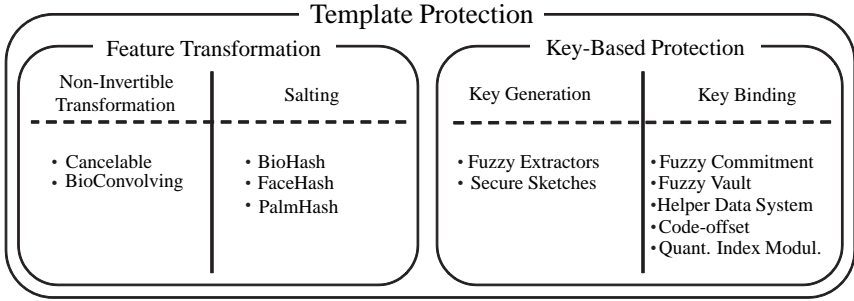 Template Protection
Feature Transformation
Non-Invertible
Transformation
Salting
• Cancelable
• BioConvolving
• BioHash
• FaceHash
• PalmHash
Key-Based Protection
Key Generation
Key Binding
• Fuzzy Extractors
• Secure Sketches
• Fuzzy Commitment
• Fuzzy Vault
• Helper Data System
• Code-offset
• Quant. Index Modul.